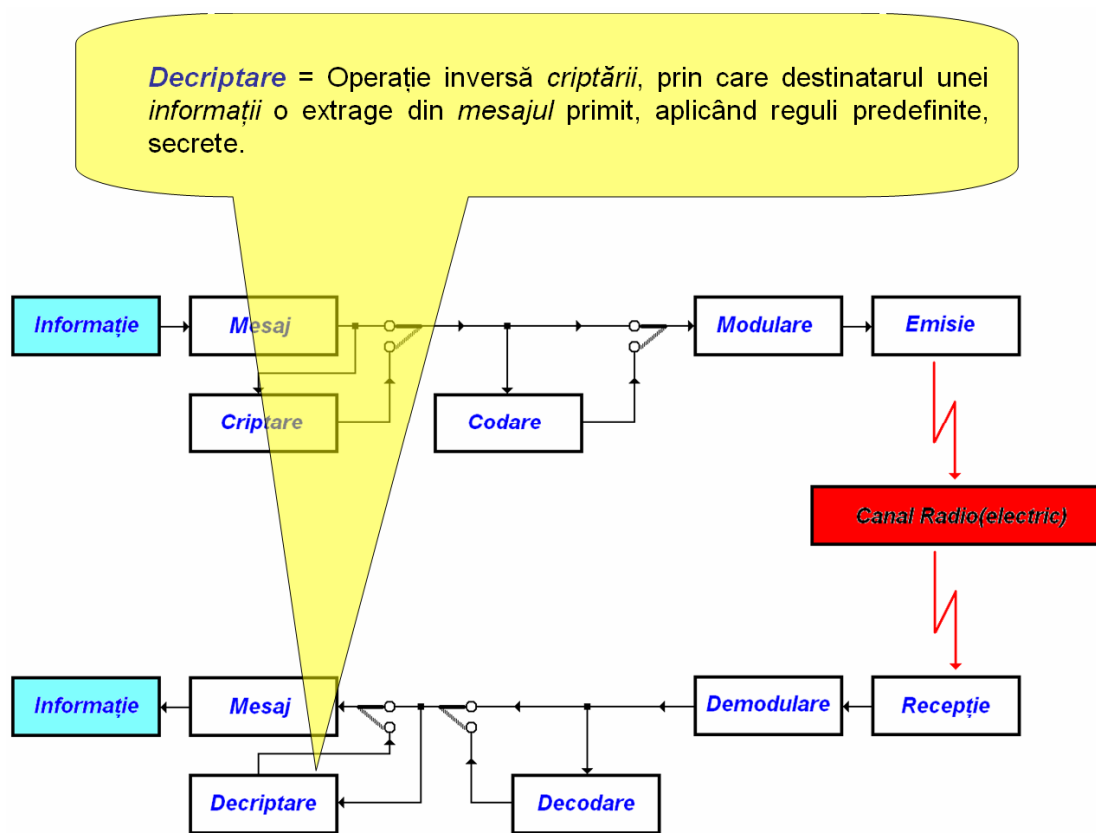 Decriptare = Operație inversă criptării, prin care destinatarul unei
informații o extrage din mesajul primit, aplicând reguli predefinite,
secrete.
Informație
Mesaj
Modulare
Emisie
Criptare
Codare
Canal Radio(electric)
Informație
Mesaj
Demodulare
Recepție
Decriptare
Decodare